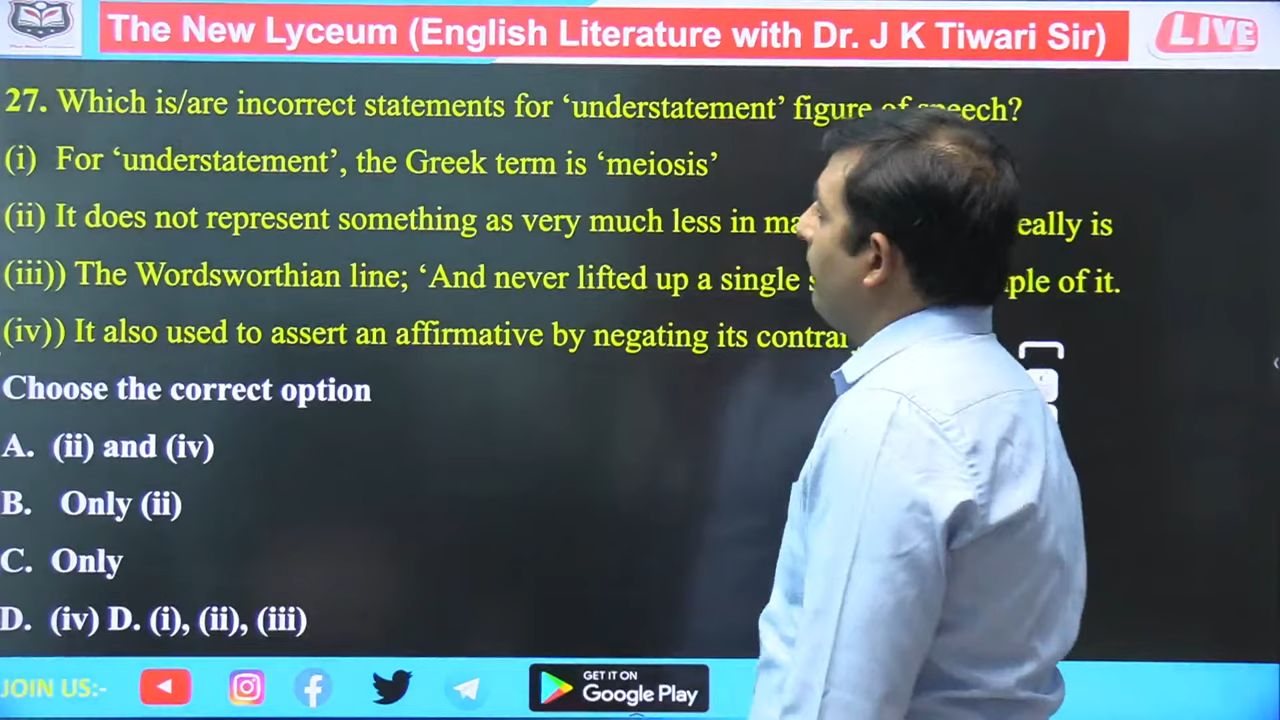 The New Lyceum (English Literature with Dr. J K Tiwari Sir)
LIVE
27. Which is/are incorrect statements for ‘understatement’ figure of speech?
(i) For ‘understatement’, the Greek term is ‘meiosis’
(ii) It does not represent something as very much less in ma eally is
(iii)) The Wordsworthian line; ‘And never lifted up a single s ple of it.
(iv)) It also used to assert an affirmative by negating its contrar
Choose the correct option
A. (ii) and (iv)
B. Only (ii)
C. Only
D. (iv) D. (i), (ii), (iii)
JOIN US:-
GET IT ON
Google Play